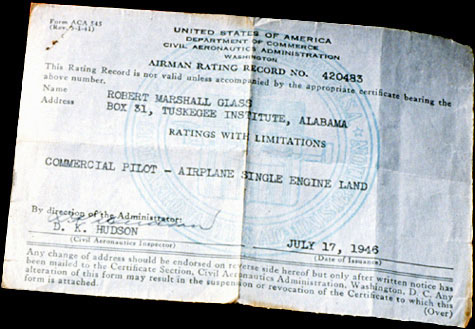 Form ACA 345
(Rev. 5-1-41)
UNITED STATES OF AMERICA
DEPARTMENT OF COMMERCE
CIVIL AERONAUTICS ADMINISTRATION
WASHINGTON
AIRMAN RATING RECORD NO. 420483
This Rating Record is not valid unless accompanied by the appropriate certificate bearing the
above number.
Name ROBERT MARSHALL GLASS
Address BOX 31, TUSKEGEE INSTITUTE, ALABAMA
RATINGS WITH LIMITATIONS
COMMERCIAL PILOT - AIRPLANE SINGLE ENGINE LAND
By direction of the Administrator:
D. K. HUDSON JULY 17, 1946
(Civil Aeronautics Inspector) (Date of Issuance)
Any change of address should be endorsed on reverse side hereof but only after written notice has
been mailed to the Certificate Section, Civil Aeronautics Administration, Washington, D. C. Any
alteration of this form may result in the suspension or revocation of the Certificate to which this
form is attached. (Over)